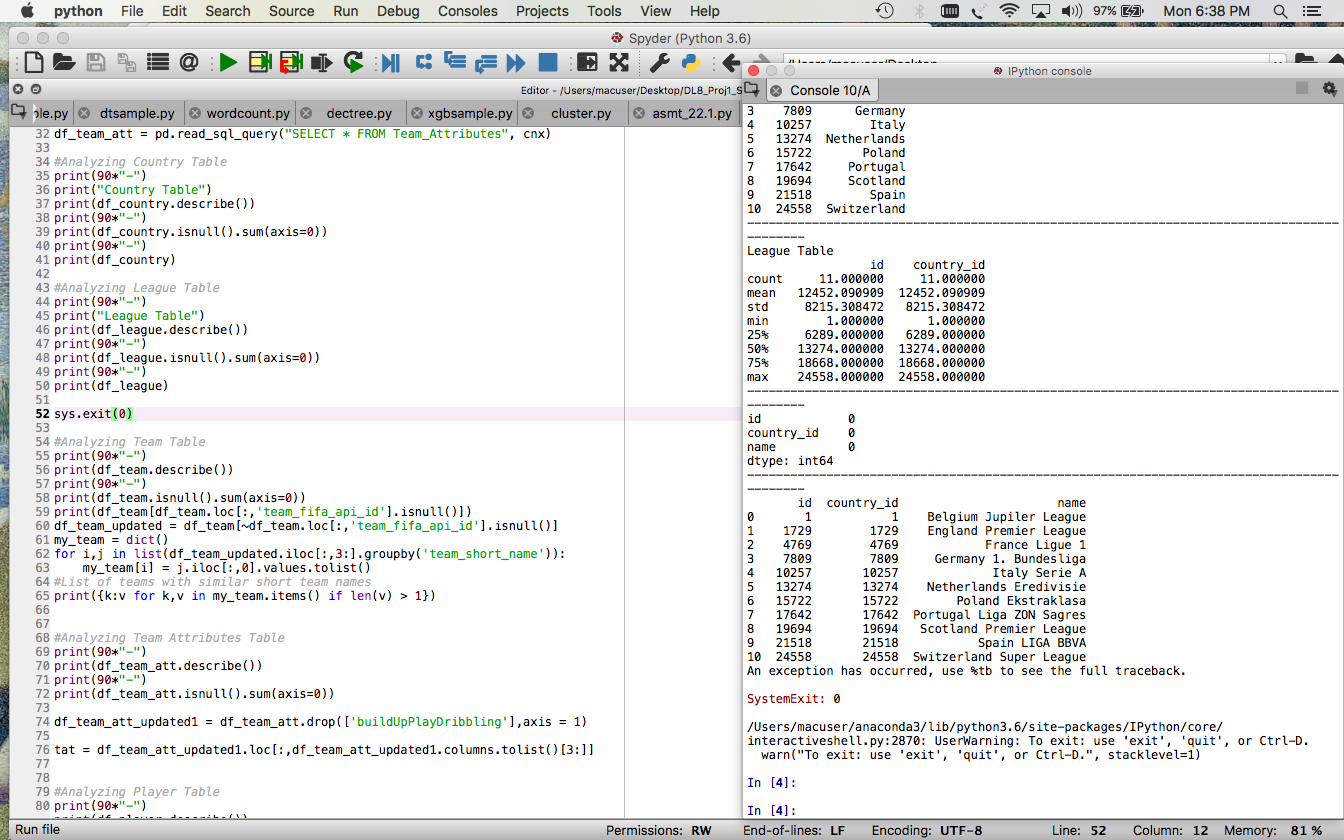 python File Edit Search Source Run Debug Consoles Projects Tools View Help 97% Mon 6:38 PM
Spyder (Python 3.6)
IPython console
Editor - /Users/macuser/Desktop/DLB_Proj1_S
Console 10/A
dtsample.py wordcount.py dectree.py xgbsample.py cluster.py asmt_22.1.py
32 df_team_att = pd.read_sql_query("SELECT * FROM Team_Attributes", cnx)
33
34 #Analyzing Country Table
35 print(90*"-")
36 print("Country Table")
37 print(df_country.describe())
38 print(90*"-")
39 print(df_country.isnull().sum(axis=0))
40 print(90*"-")
41 print(df_country)
42
43 #Analyzing League Table
44 print(90*"-")
45 print("League Table")
46 print(df_league.describe())
47 print(90*"-")
48 print(df_league.isnull().sum(axis=0))
49 print(90*"-")
50 print(df_league)
51
52 sys.exit(0)
53
54 #Analyzing Team Table
55 print(90*"-")
56 print(df_team.describe())
57 print(90*"-")
58 print(df_team.isnull().sum(axis=0))
59 print(df_team[df_team.loc[:,'team_fifa_api_id'].isnull()])
60 df_team_updated = df_team[~df_team.loc[:,'team_fifa_api_id'].isnull()]
61 my_team = dict()
62 for i,j in list(df_team_updated.iloc[:,3:].groupby('team_short_name')):
63     my_team[i] = j.iloc[:,0].values.tolist()
64 #List of teams with similar short team names
65 print({k:v for k,v in my_team.items() if len(v) > 1})
66
67
68 #Analyzing Team Attributes Table
69 print(90*"-")
70 print(df_team_att.describe())
71 print(90*"-")
72 print(df_team_att.isnull().sum(axis=0))
73
74 df_team_att_updated1 = df_team_att.drop(['buildUpPlayDribbling'],axis = 1)
75
76 tat = df_team_att_updated1.loc[:,df_team_att_updated1.columns.tolist()[3:]]
77
78
79 #Analyzing Player Table
80 print(90*"-")
3 7809 Germany
4 10257 Italy
5 13274 Netherlands
6 15722 Poland
7 17642 Portugal
8 19694 Scotland
9 21518 Spain
10 24558 Switzerland
----------------------------------------------------------------------------------
--------
League Table
id country_id
count 11.000000 11.000000
mean 12452.090909 12452.090909
std 8215.308472 8215.308472
min 1.000000 1.000000
25% 6289.000000 6289.000000
50% 13274.000000 13274.000000
75% 18668.000000 18668.000000
max 24558.000000 24558.000000
----------------------------------------------------------------------------------
--------
id 0
country_id 0
name 0
dtype: int64
----------------------------------------------------------------------------------
--------
id country_id name
0 1 1 Belgium Jupiler League
1 1729 1729 England Premier League
2 4769 4769 France Ligue 1
3 7809 7809 Germany 1. Bundesliga
4 10257 10257 Italy Serie A
5 13274 13274 Netherlands Eredivisie
6 15722 15722 Poland Ekstraklasa
7 17642 17642 Portugal Liga ZON Sagres
8 19694 19694 Scotland Premier League
9 21518 21518 Spain LIGA BBVA
10 24558 24558 Switzerland Super League
An exception has occurred, use %tb to see the full traceback.
SystemExit: 0
/Users/macuser/anaconda3/lib/python3.6/site-packages/IPython/core/
interactiveshell.py:2870: UserWarning: To exit: use 'exit', 'quit', or Ctrl-D.
warn("To exit: use 'exit', 'quit', or Ctrl-D.", stacklevel=1)
In [4]:
In [4]:
Run file Permissions: RW End-of-lines: LF Encoding: UTF-8 Line: 52 Column: 12 Memory: 81 %